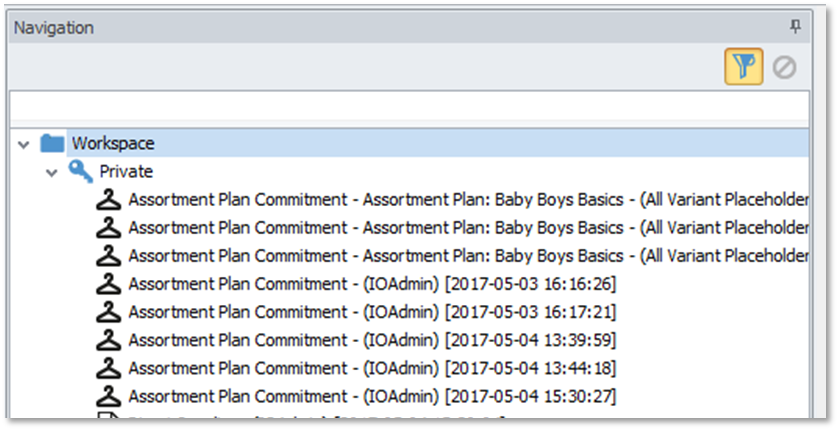 Navigation
Workspace
Private
Assortment Plan Commitment - Assortment Plan: Baby Boys Basics - (All Variant Placeholder
Assortment Plan Commitment - Assortment Plan: Baby Boys Basics - (All Variant Placeholder
Assortment Plan Commitment - Assortment Plan: Baby Boys Basics - (All Variant Placeholder
Assortment Plan Commitment - (IOAdmin) [2017-05-03 16:16:26]
Assortment Plan Commitment - (IOAdmin) [2017-05-03 16:17:21]
Assortment Plan Commitment - (IOAdmin) [2017-05-04 13:39:59]
Assortment Plan Commitment - (IOAdmin) [2017-05-04 13:44:18]
Assortment Plan Commitment - (IOAdmin) [2017-05-04 15:30:27]